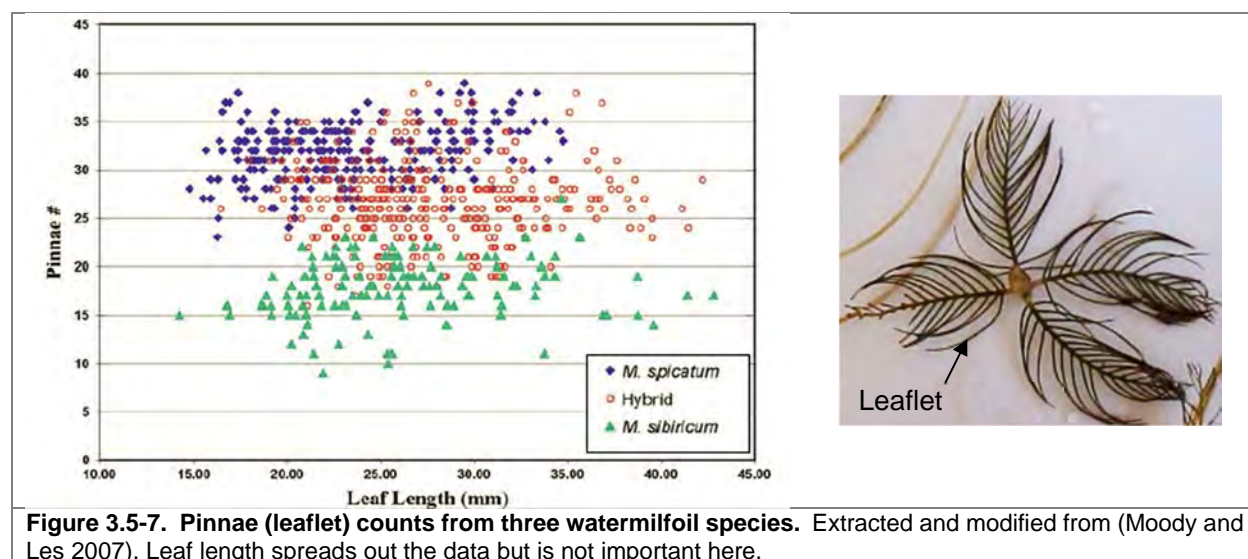 45
40
35
30
25
20
15
10
5
0
Pinnae #
10.00 15.00 20.00 25.00 30.00 35.00 40.00 45.00
Leaf Length (mm)
M. spicatum
Hybrid
M. sibiricum
Leaflet
Figure 3.5-7. Pinnae (leaflet) counts from three watermilfoil species. Extracted and modified from (Moody and
Les 2007). Leaf length spreads out the data but is not important here.